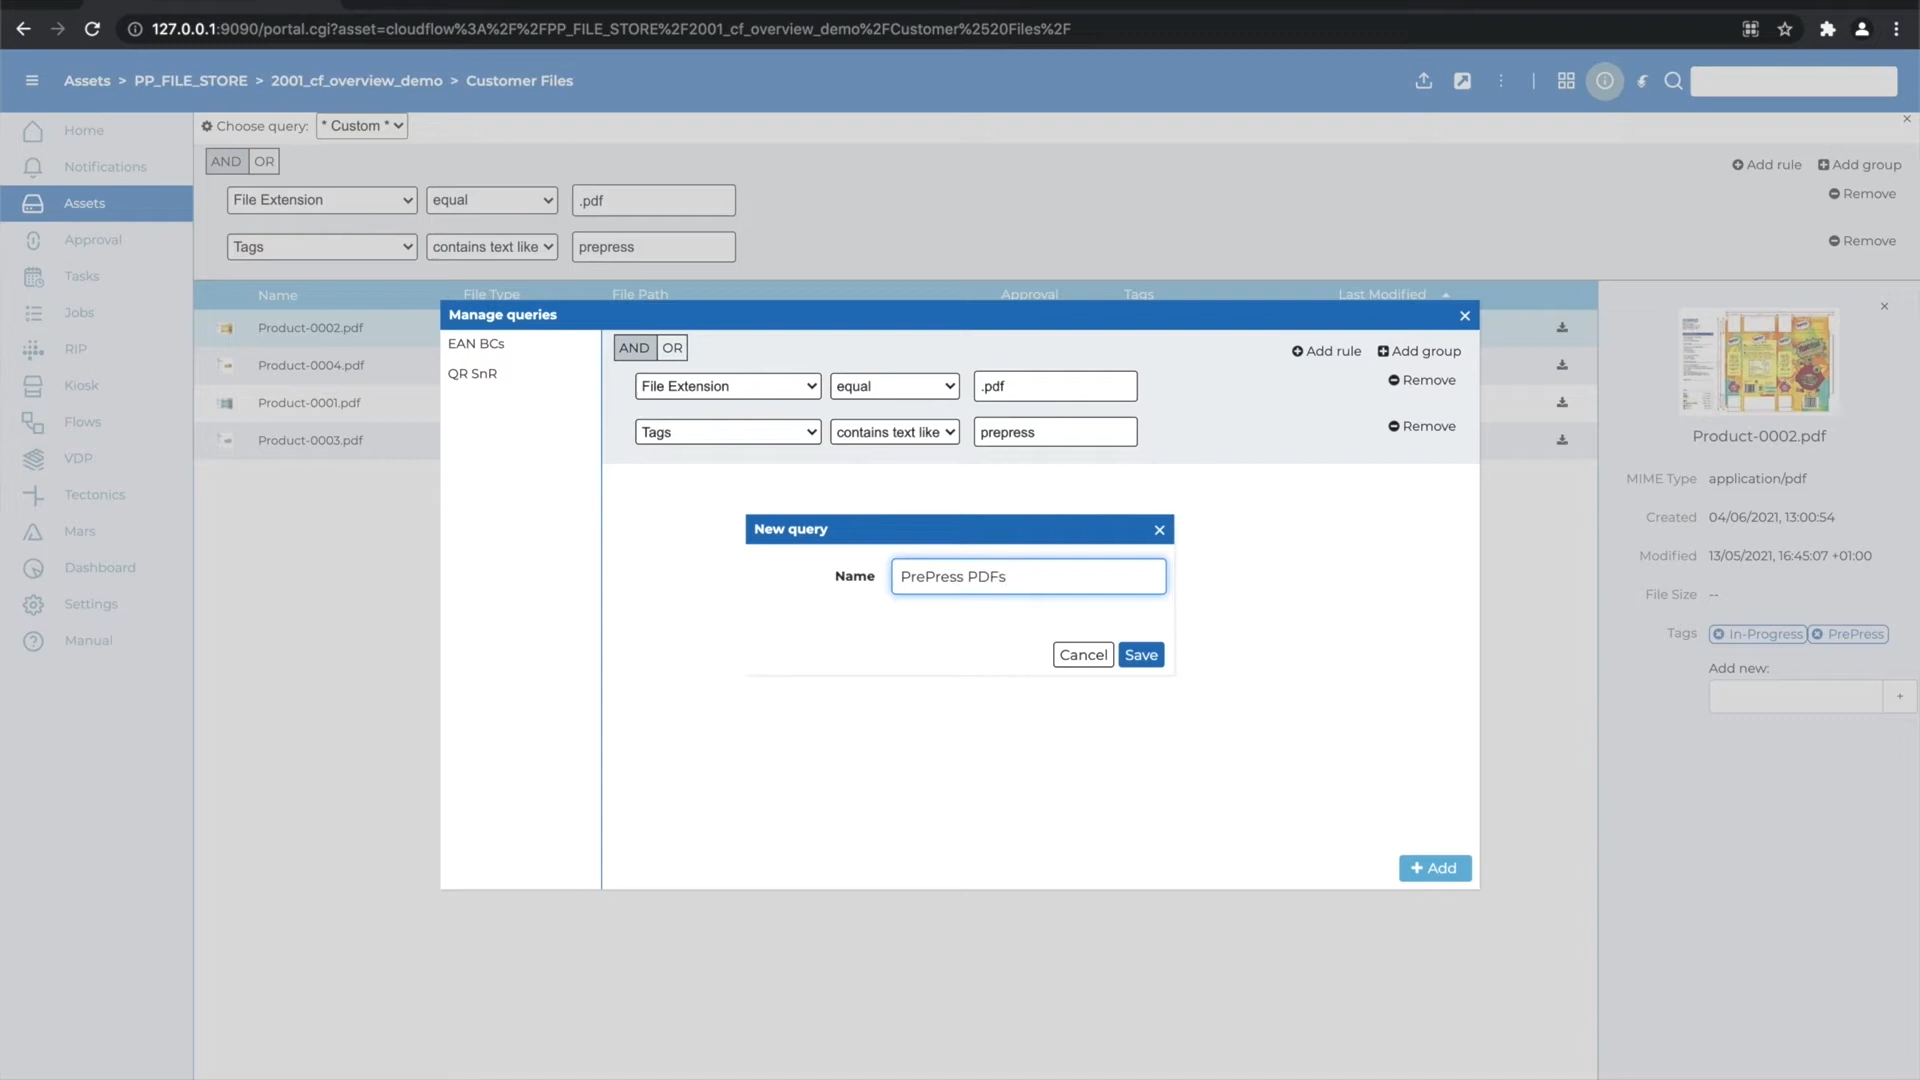 127.0.0.1:9090/portal.cgi?asset=cloudflow%3A%2F%2FPP_FILE_STORE%2F2001_cf_overview_demo%2FCustomer%2520Files%2F
Assets > PP_FILE_STORE > 2001_cf_overview_demo > Customer Files
Home
Notifications
Assets
Approval
Tasks
Jobs
RIP
Kiosk
Flows
VDP
Tectonics
Mars
Dashboard
Settings
Manual
Choose query: * Custom *
AND OR
Add rule Add group
File Extension equal .pdf Remove
Tags contains text like prepress Remove
Name File Type File Path Approval Tags Last Modified
Product-0002.pdf
Product-0004.pdf
Product-0001.pdf
Product-0003.pdf
Manage queries
EAN BCs
QR SnR
AND OR
Add rule Add group
File Extension equal .pdf Remove
Tags contains text like prepress Remove
New query
Name PrePress PDFs
Cancel Save
+ Add
Product-0002.pdf
MIME Type application/pdf
Created 04/06/2021, 13:00:54
Modified 13/05/2021, 16:45:07 +01:00
File Size --
Tags In-Progress PrePress
Add new:
+